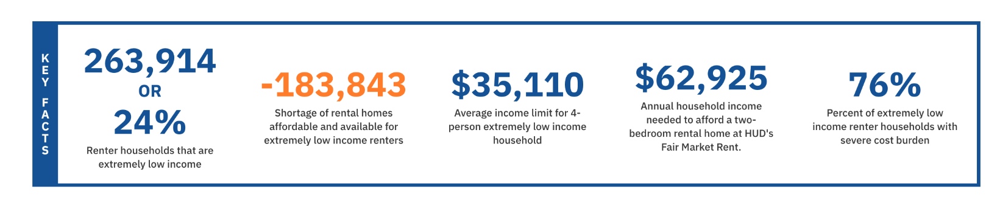 KEY FACTS
263,914
OR
24%
Renter households that are
extremely low income
-183,843
Shortage of rental homes
affordable and available for
extremely low income renters
$35,110
Average income limit for 4-
person extremely low income
household
$62,925
Annual household income
needed to afford a two-
bedroom rental home at HUD's
Fair Market Rent.
76%
Percent of extremely low
income renter households with
severe cost burden